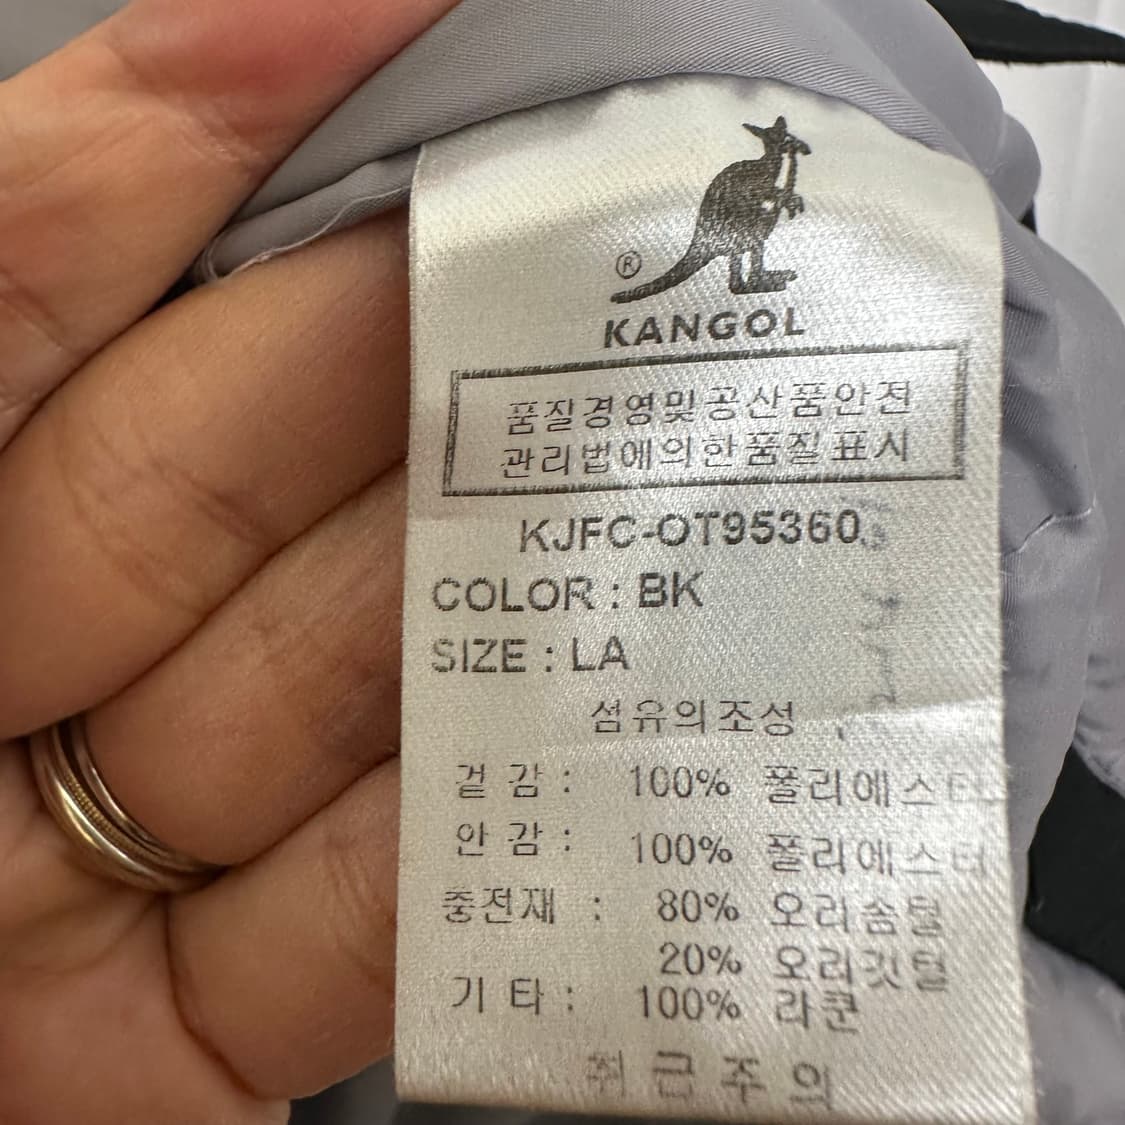 ®
KANGOL
품질경영및공산품안전
관리법에의한품질표시
KJFC-OT95360
COLOR : BK
SIZE : LA
섬유의조성
겉 감 : 100% 폴리에스터
안 감 : 100% 폴리에스터
충전재 : 80% 오리솜털
20% 오리깃털
기 타 : 100% 라쿤
취 급 주 의